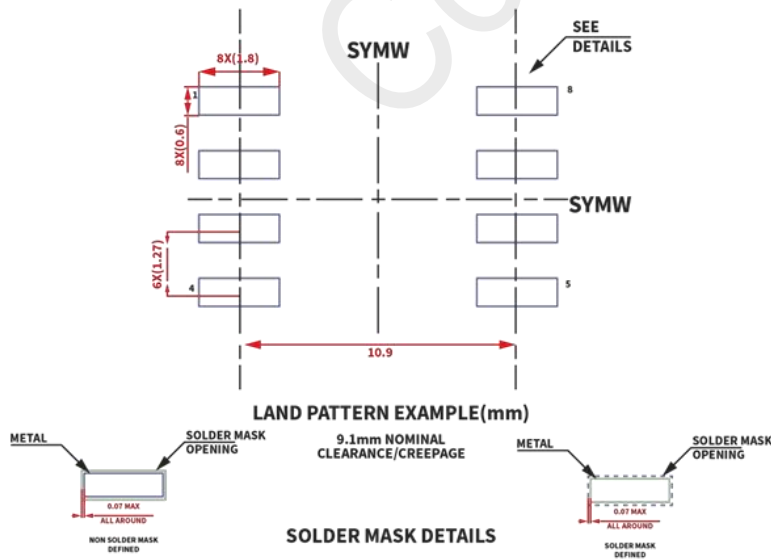 SEE
DETAILS
SYMW
8X(1.8)
1
8
8X(0.6)
SYMW
6X(1.27)
4
5
10.9
LAND PATTERN EXAMPLE(mm)
9.1mm NOMINAL
CLEARANCE/CREEPAGE
METAL
SOLDER MASK
OPENING
0.07 MAX
ALL AROUND
NON SOLDER MASK
DEFINED
METAL
SOLDER MASK
OPENING
0.07 MAX
ALL AROUND
SOLDER MASK
DEFINED
SOLDER MASK DETAILS